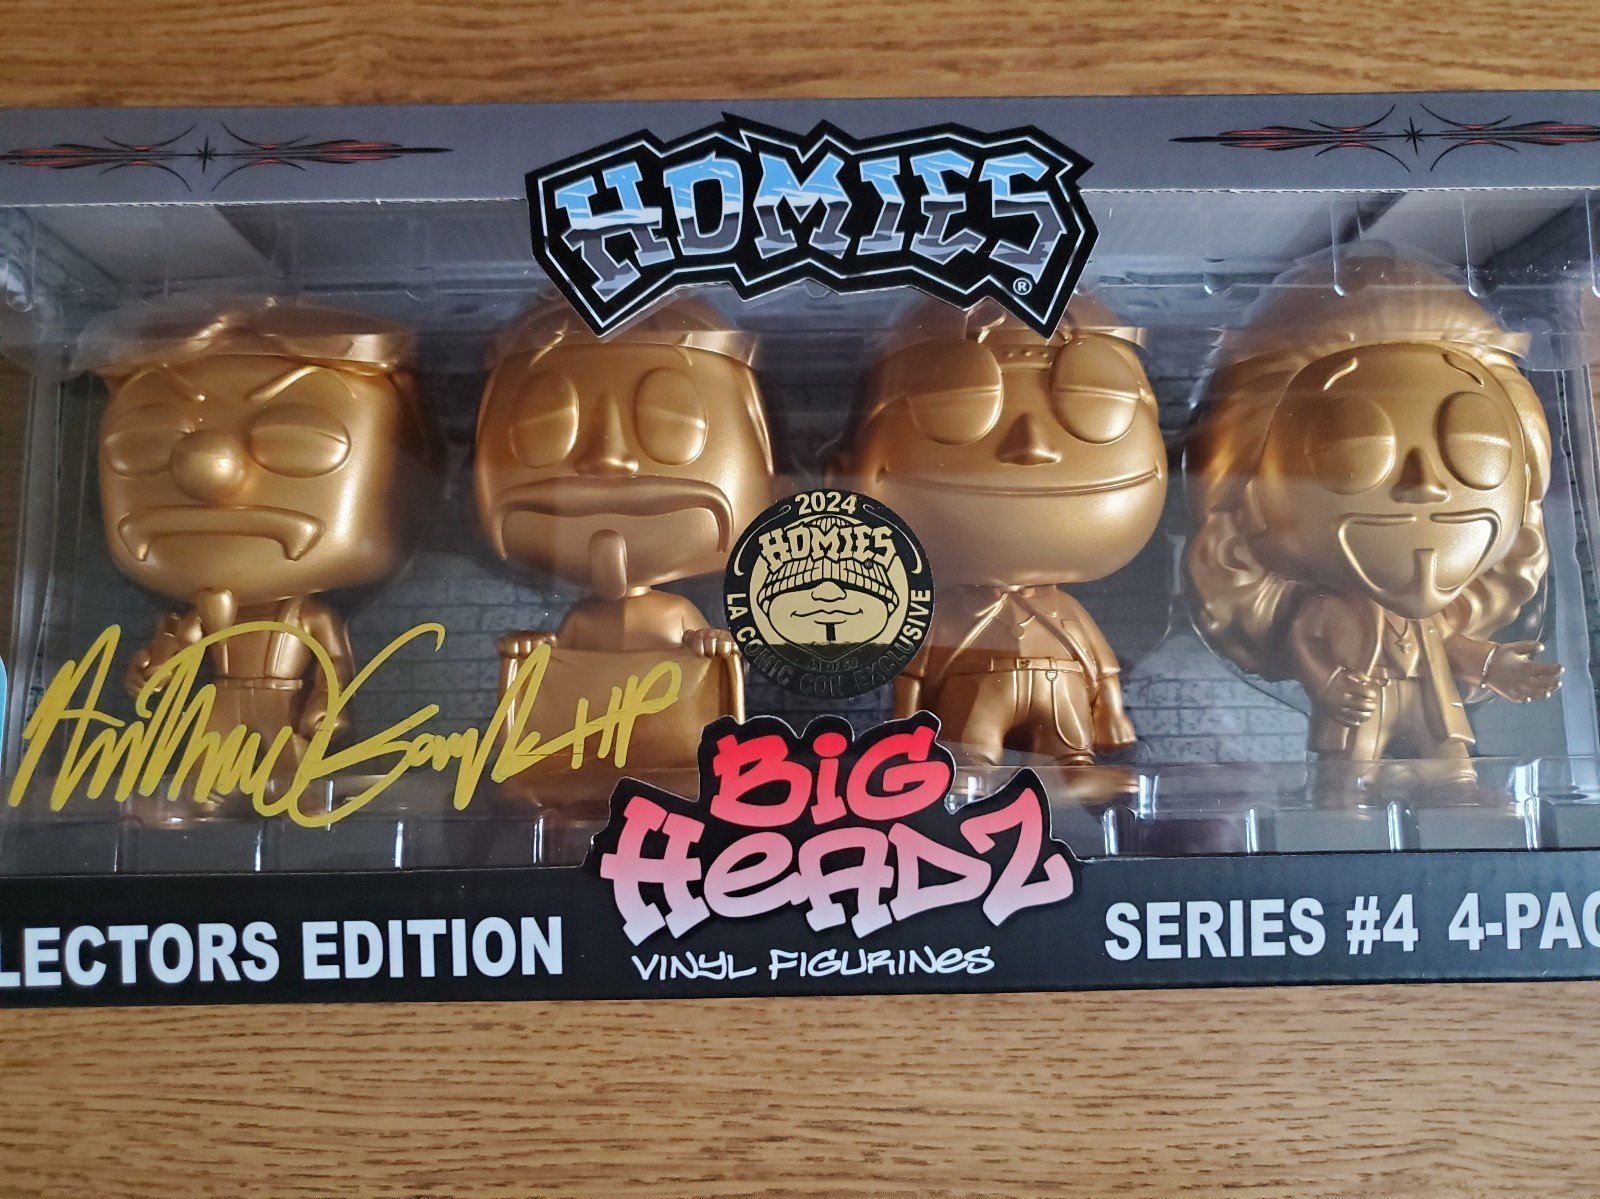 HOMIES
®
2024
HOMIES
LA COMIC CON EXCLUSIVE
BiG
HeADZ
VINYL FIGURINES
LECTORS EDITION
SERIES #4 4-PAC